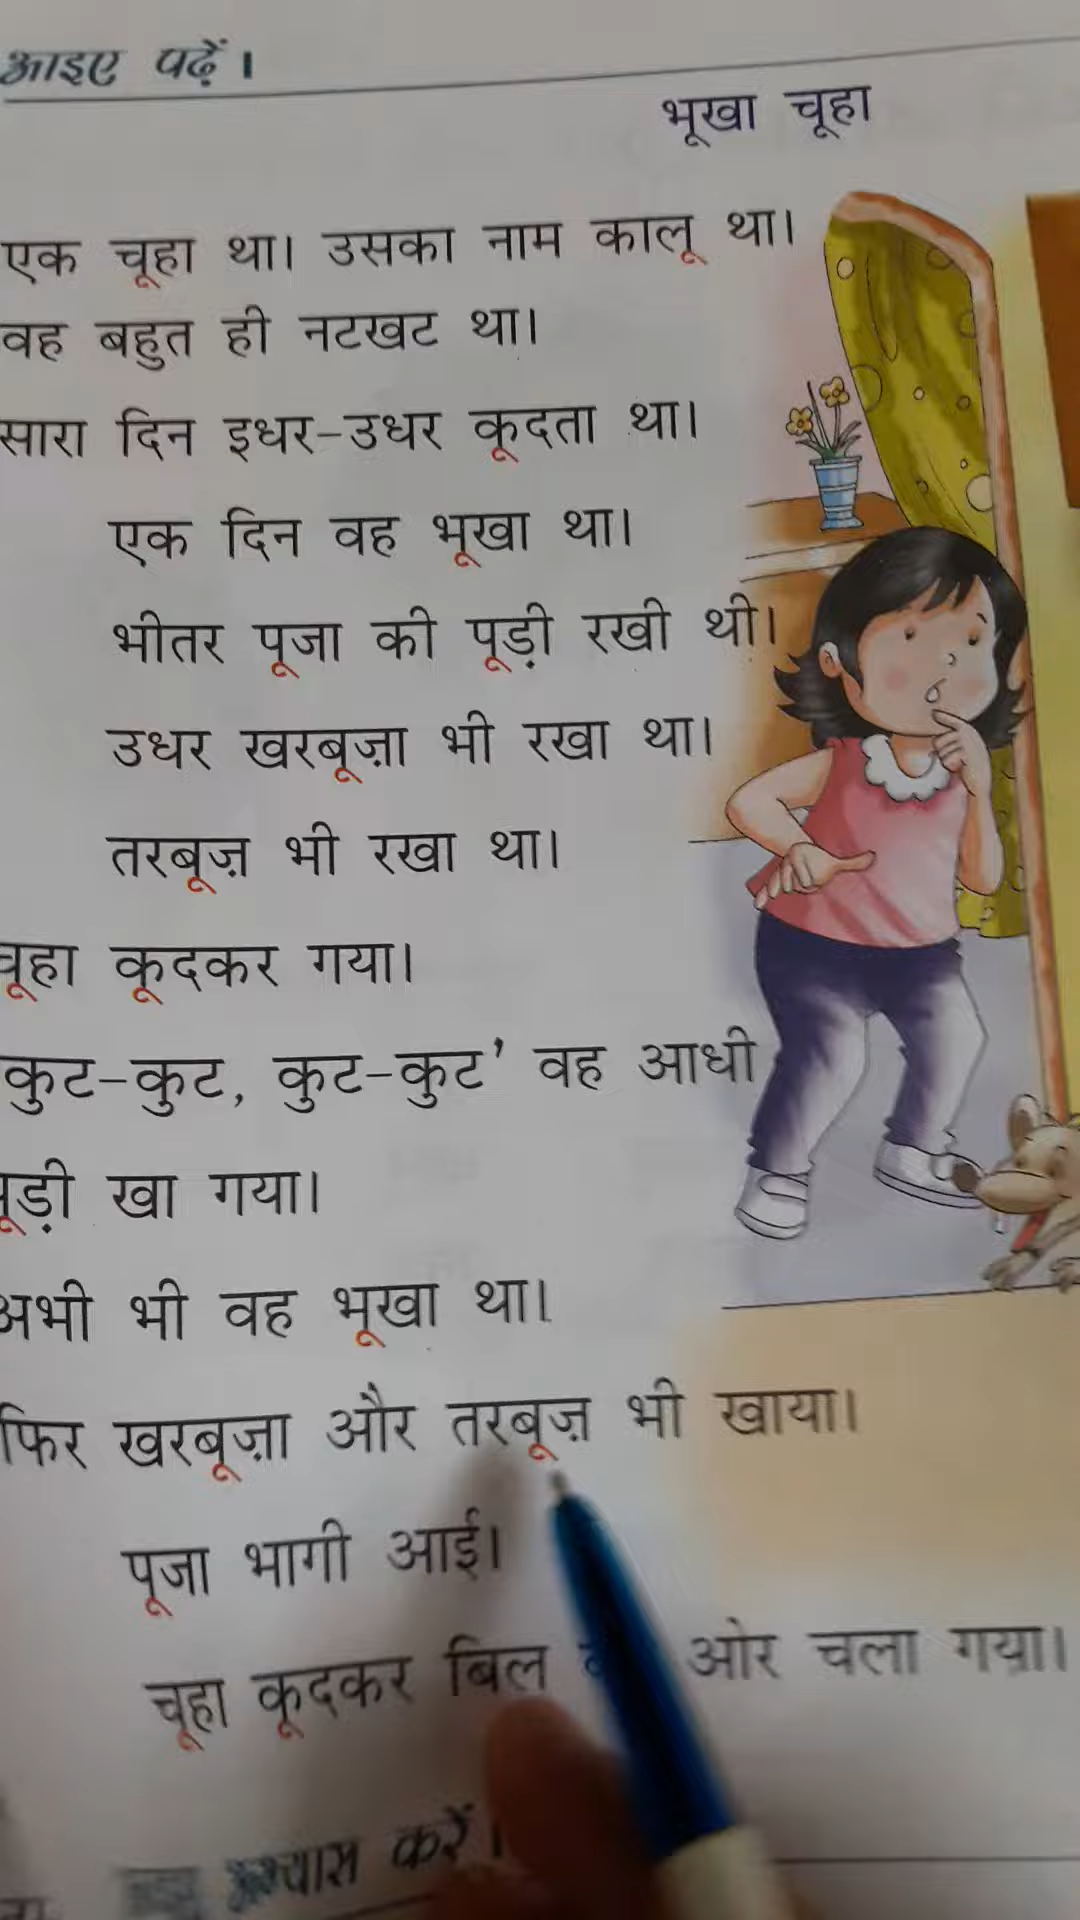 आइए पढ़ें।
भूखा चूहा
एक चूहा था। उसका नाम कालू था।
वह बहुत ही नटखट था।
सारा दिन इधर-उधर कूदता था।
एक दिन वह भूखा था।
भीतर पूजा की पूड़ी रखी थी।
उधर खरबूज़ा भी रखा था।
तरबूज़ भी रखा था।
चूहा कूदकर गया।
कुट-कुट, कुट-कुट’ वह आधी
पूड़ी खा गया।
अभी भी वह भूखा था।
फिर खरबूज़ा और तरबूज़ भी खाया।
पूजा भागी आई।
चूहा कूदकर बिल ओर चला गया।
करें।